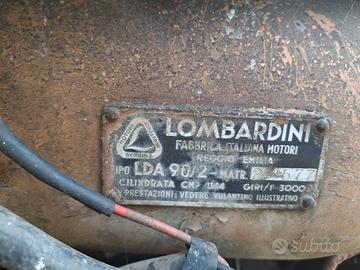 LOMBARDINI
FABBRICA ITALIANA MOTORI
REGGIO EMILIA
TIPO LDA 90/2 - MATR.
CILINDRATA CM³ 1144 GIRI/1' 3000
PRESTAZIONI: VEDERE VOLANTINO ILLUSTRATIVO
subito